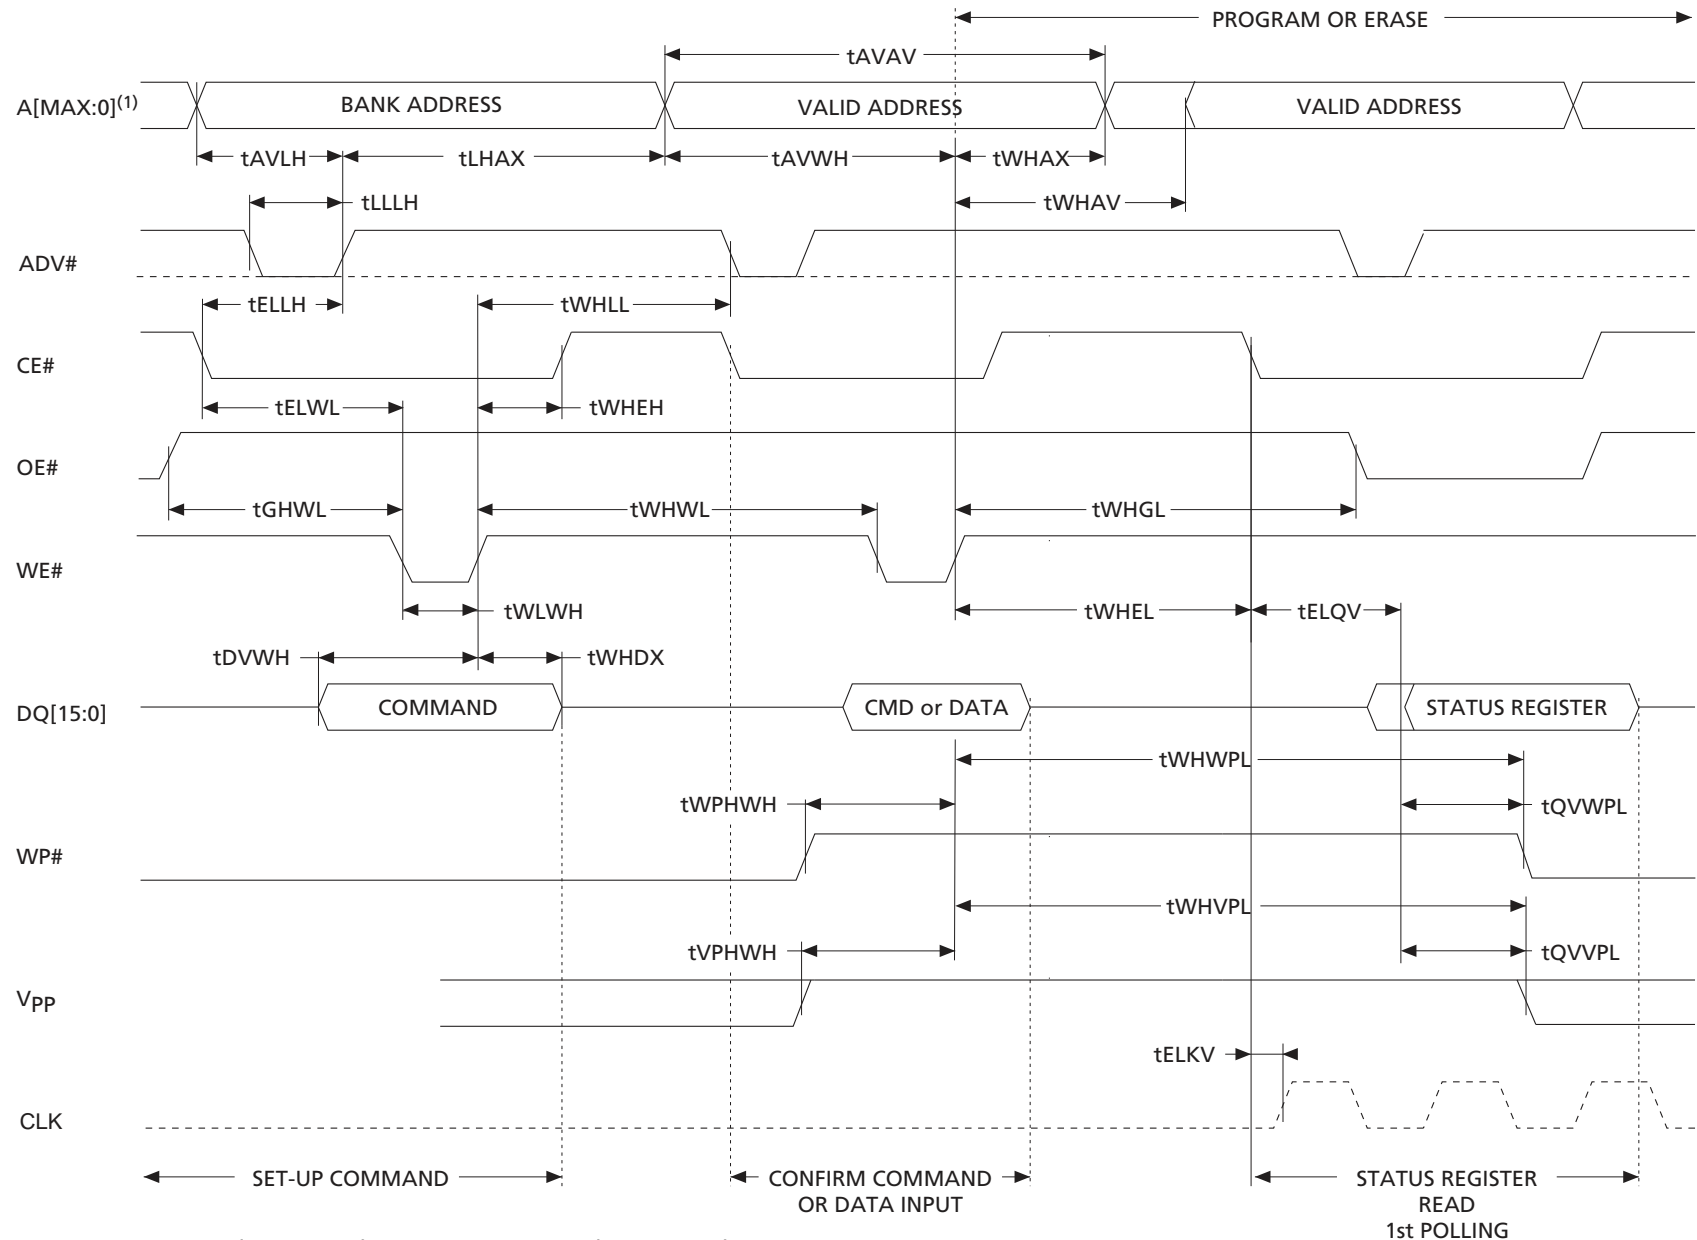 PROGRAM OR ERASE
tAVAV
A[MAX:0](1)
BANK ADDRESS
VALID ADDRESS
VALID ADDRESS
tAVLH
tLHAX
tAVWH
tWHAX
tLLLH
tWHAV
ADV#
tELLH
tWHLL
CE#
tELWL
tWHEH
OE#
tGHWL
tWHWL
tWHGL
WE#
tWLWH
tWHEL
tELQV
tDVWH
tWHDX
DQ[15:0]
COMMAND
CMD or DATA
STATUS REGISTER
tWHWPL
tWPHWH
tQVWPL
WP#
tWHVPL
tVPHWH
tQVVPL
VPP
tELKV
CLK
SET-UP COMMAND
CONFIRM COMMAND
OR DATA INPUT
STATUS REGISTER
READ
1st POLLING